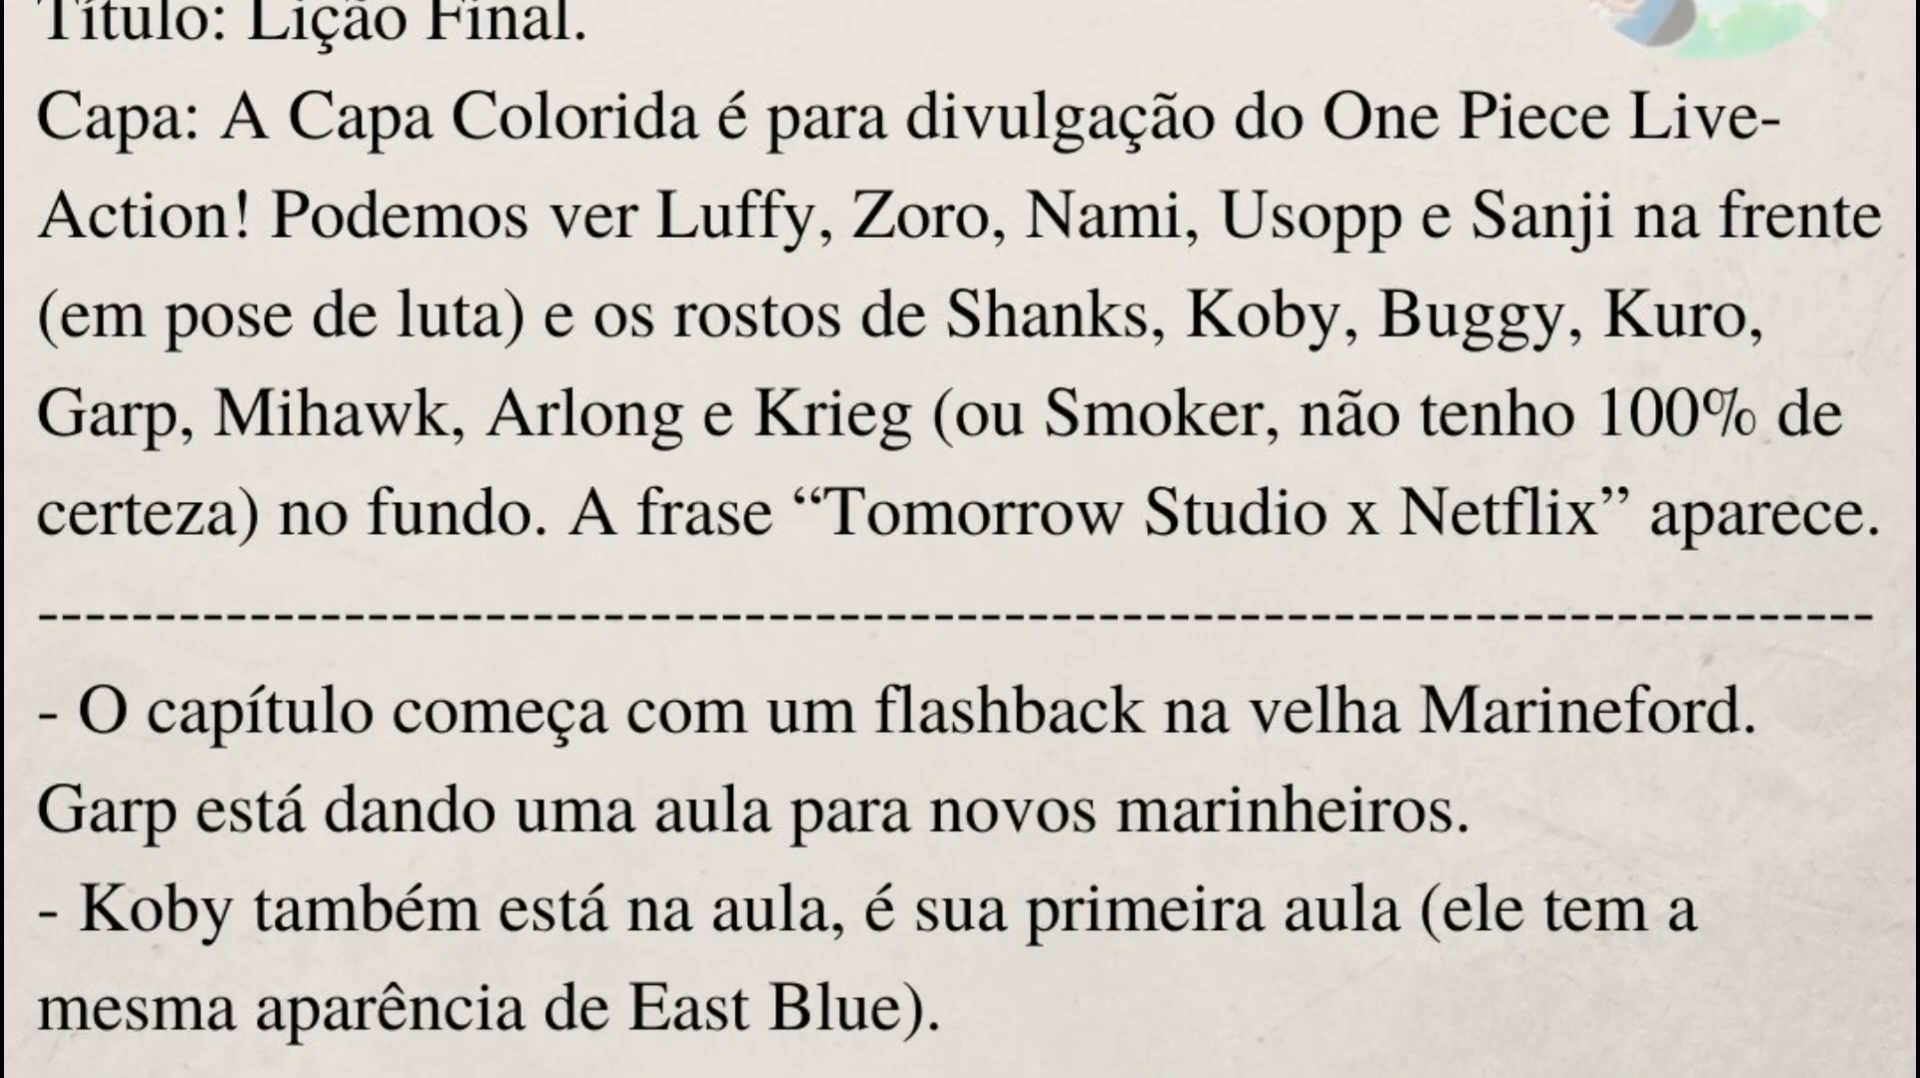 Título: Lição Final.
Capa: A Capa Colorida é para divulgação do One Piece Live-
Action! Podemos ver Luffy, Zoro, Nami, Usopp e Sanji na frente
(em pose de luta) e os rostos de Shanks, Koby, Buggy, Kuro,
Garp, Mihawk, Arlong e Krieg (ou Smoker, não tenho 100% de
certeza) no fundo. A frase “Tomorrow Studio x Netflix” aparece.
--------------------------------------------------------------------------------
- O capítulo começa com um flashback na velha Marineford.
Garp está dando uma aula para novos marinheiros.
- Koby também está na aula, é sua primeira aula (ele tem a
mesma aparência de East Blue).